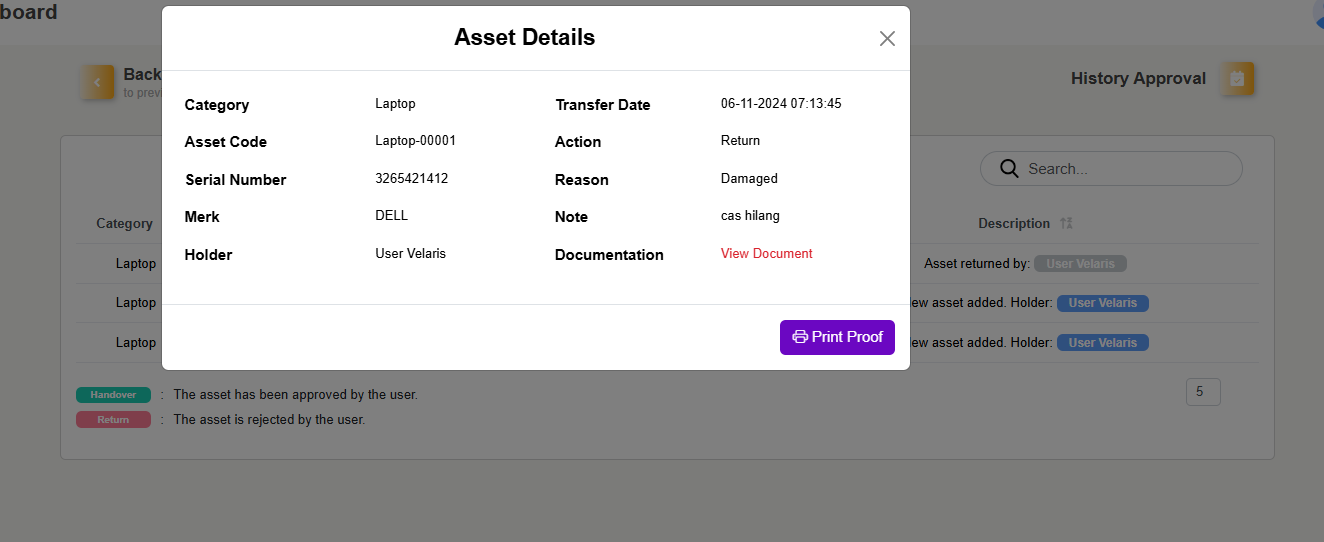 board
Asset Details
Back
to previ
History Approval
Category Laptop Transfer Date 06-11-2024 07:13:45
Asset Code Laptop-00001 Action Return
Serial Number 3265421412 Reason Damaged
Merk DELL Note cas hilang
Holder User Velaris Documentation View Document
Print Proof
Search...
Category Description
Laptop Asset returned by: User Velaris
Laptop ew asset added. Holder: User Velaris
Laptop ew asset added. Holder: User Velaris
Handover : The asset has been approved by the user.
5
Return : The asset is rejected by the user.